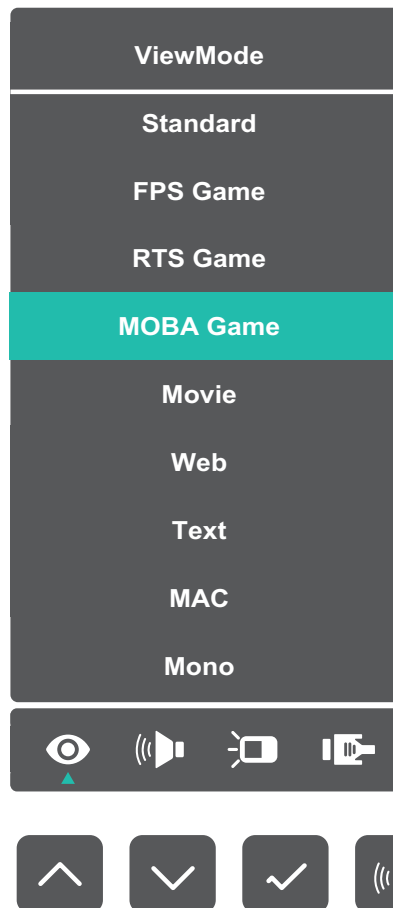 ViewMode
Standard
FPS Game
RTS Game
MOBA Game
Movie
Web
Text
MAC
Mono